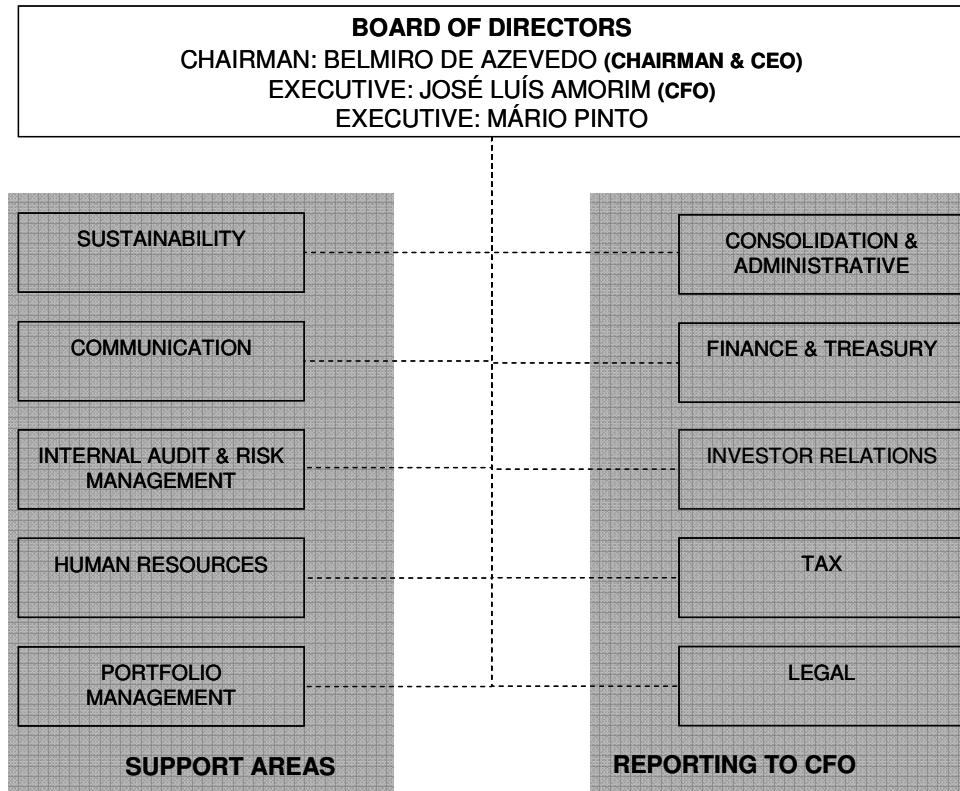 BOARD OF DIRECTORS
CHAIRMAN: BELMIRO DE AZEVEDO (CHAIRMAN & CEO)
EXECUTIVE: JOSÉ LUÍS AMORIM (CFO)
EXECUTIVE: MÁRIO PINTO
SUSTAINABILITY
COMMUNICATION
INTERNAL AUDIT & RISK
MANAGEMENT
HUMAN RESOURCES
PORTFOLIO
MANAGEMENT
SUPPORT AREAS
CONSOLIDATION &
ADMINISTRATIVE
FINANCE & TREASURY
INVESTOR RELATIONS
TAX
LEGAL
REPORTING TO CFO